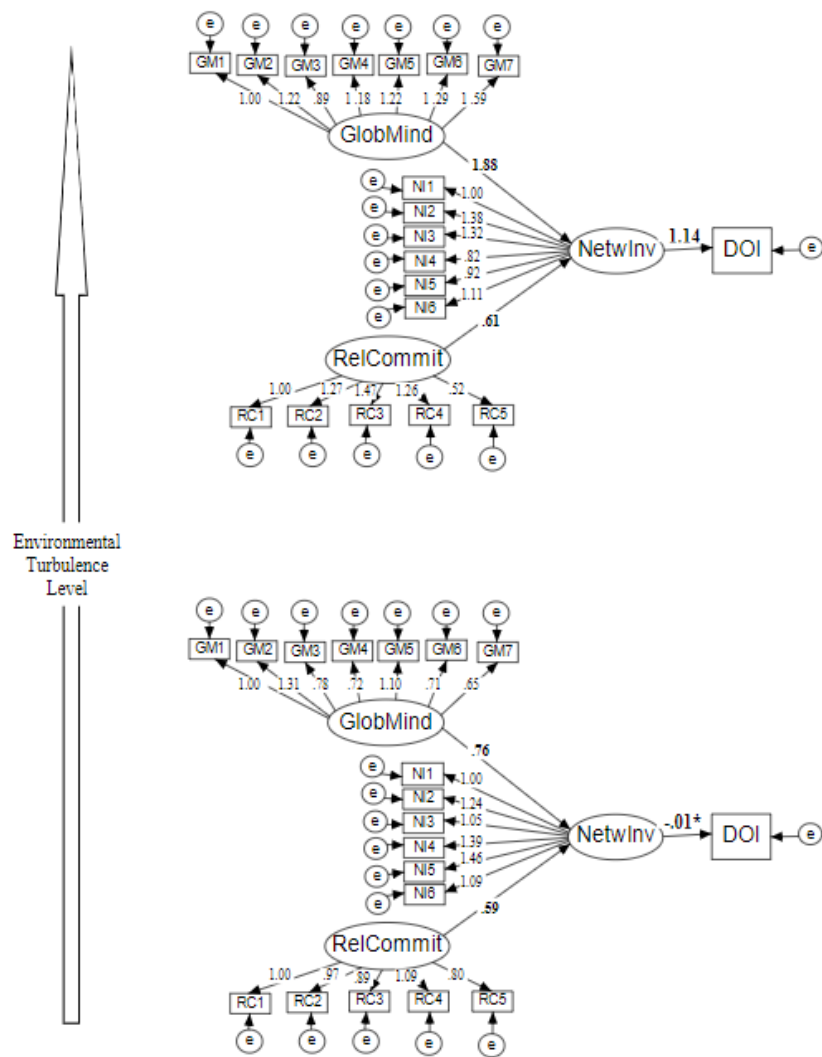 e e e e e e e
GM1 GM2 GM3 GM4 GM5 GM6 GM7
1.00 1.22 .89 1.18 1.22 1.29 1.59
GlobMind
1.88
e NI1 1.00
e NI2 1.38
e NI3 1.32
e NI4 .82
e NI5 .92
e NI6 1.11
NetwInv 1.14 DOI e
.61
RelCommit
1.00 1.27 1.47 1.26 .52
RC1 RC2 RC3 RC4 RC5
e e e e e
Environmental
Turbulence
Level
e e e e e e e
GM1 GM2 GM3 GM4 GM5 GM6 GM7
1.00 1.31 .78 .72 1.10 .71 .65
GlobMind
.76
e NI1 1.00
e NI2 1.24
e NI3 1.05
e NI4 1.39
e NI5 1.46
e NI6 1.09
NetwInv -.01* DOI e
.59
RelCommit
1.00 .97 .89 1.09 .80
RC1 RC2 RC3 RC4 RC5
e e e e e